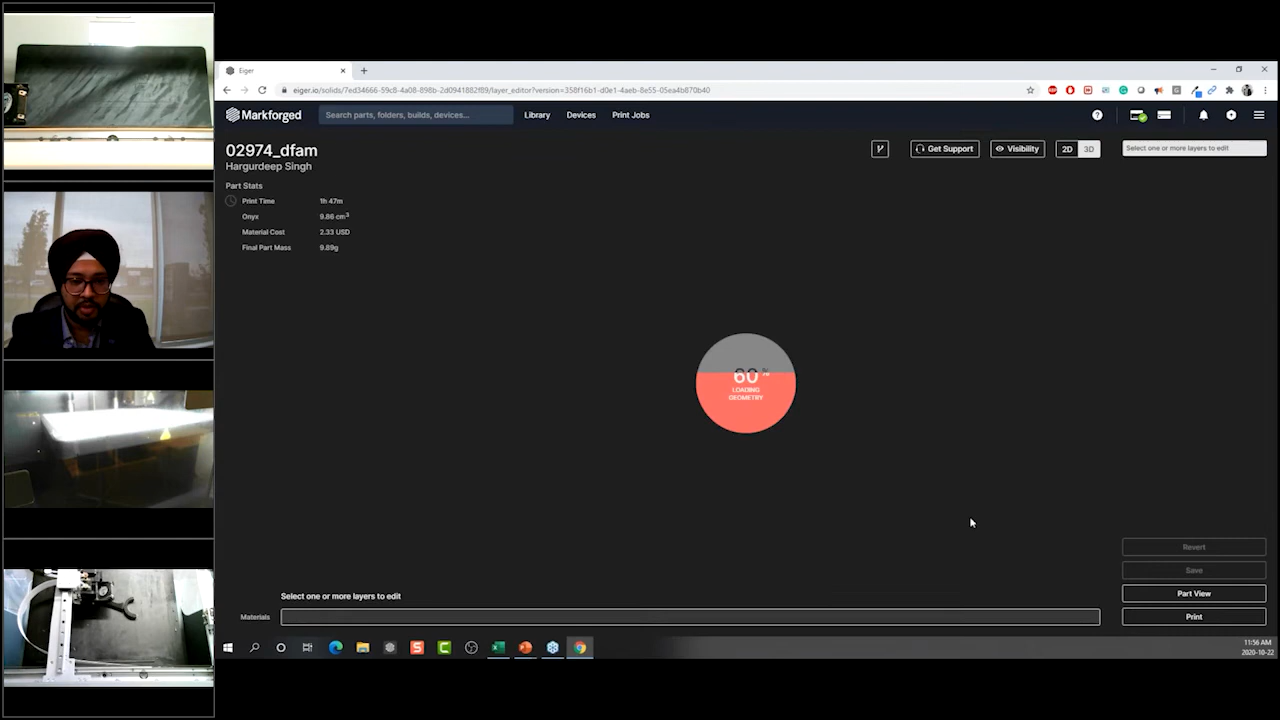 Eiger
eiger.io/solids/7ed34666-59c8-4a08-898b-2d0941882f89/layer_editor?version=358f16b1-d0e1-4aeb-8e55-05ea4b870b40
Markforged
Search parts, folders, builds, devices...
Library
Devices
Print Jobs
02974_dfam
Hargurdeep Singh
Get Support
Visibility
2D
3D
Select one or more layers to edit
Part Stats
Print Time 1h 47m
Onyx 9.86 cm³
Material Cost 2.33 USD
Final Part Mass 9.89g
60 %
LOADING
GEOMETRY
Revert
Save
Part View
Print
Select one or more layers to edit
Materials
11:56 AM
2020-10-22